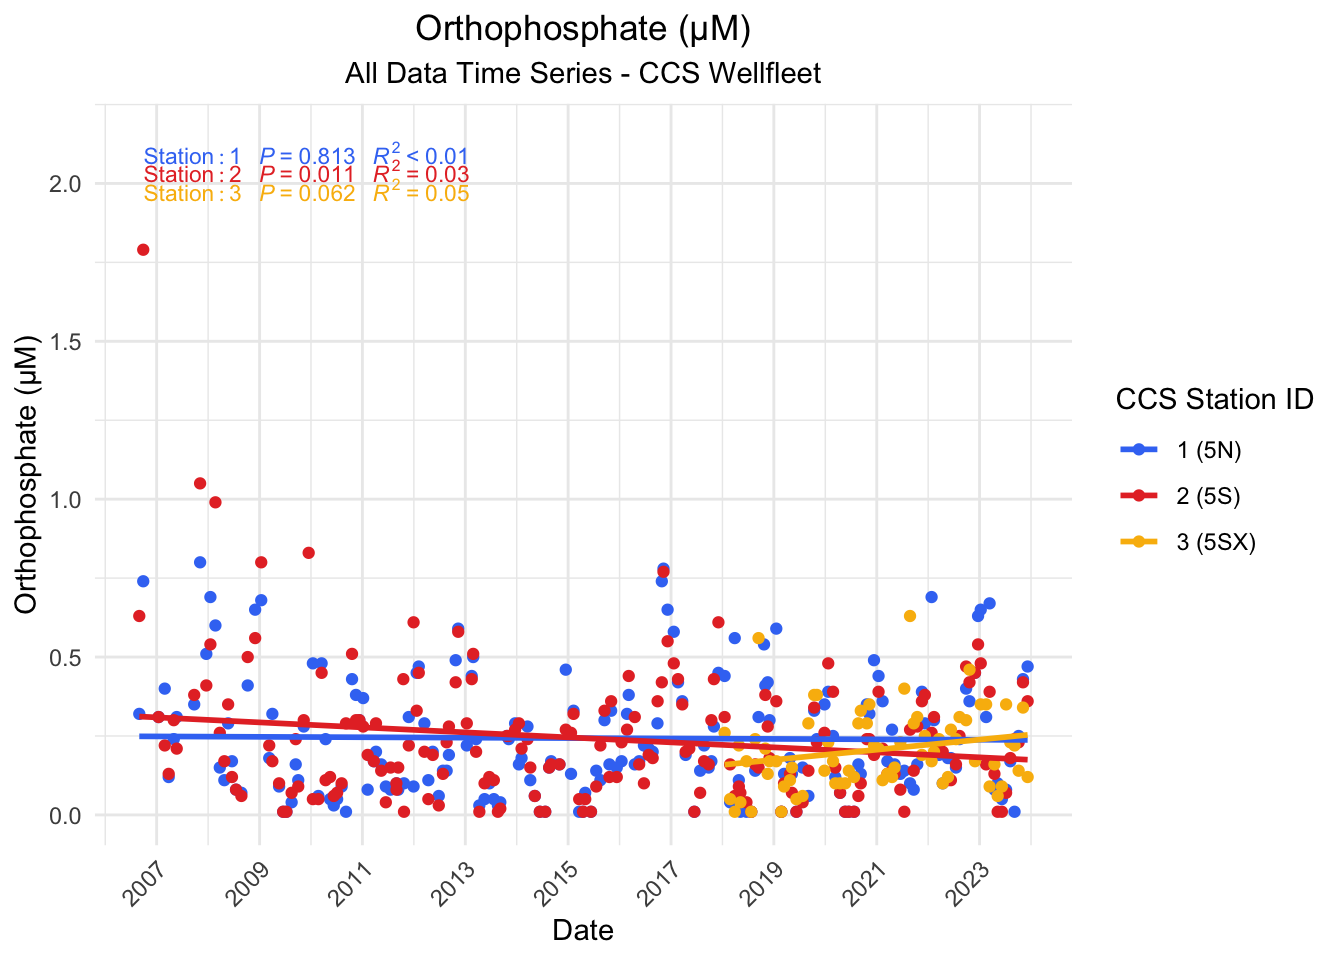 Orthophosphate (µM)
All Data Time Series - CCS Wellfleet
Station : 1 P = 0.813 R² < 0.01
Station : 2 P = 0.011 R² = 0.03
Station : 3 P = 0.062 R² = 0.05
Orthophosphate (µM)
2.0
1.5
1.0
0.5
0.0
2007
2009
2011
2013
2015
2017
2019
2021
2023
Date
CCS Station ID
1 (5N)
2 (5S)
3 (5SX)